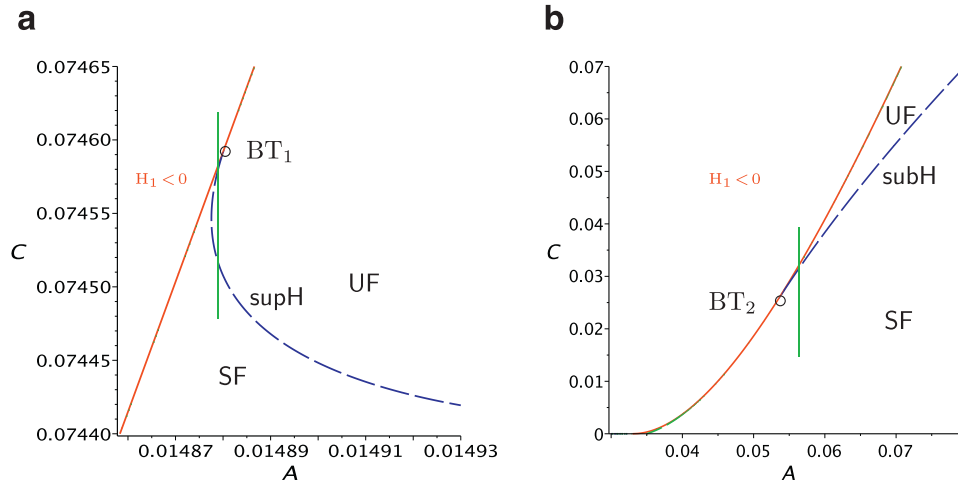 a
0.07465
0.07460
BT1
H1 < 0
0.07455
C
0.07450
UF
supH
0.07445
SF
0.07440
0.01487
0.01489
0.01491
0.01493
A
b
0.07
UF
0.06
0.05
H1 < 0
subH
0.04
C
0.03
BT2
SF
0.02
0.01
0
0.04
0.05
0.06
0.07
A